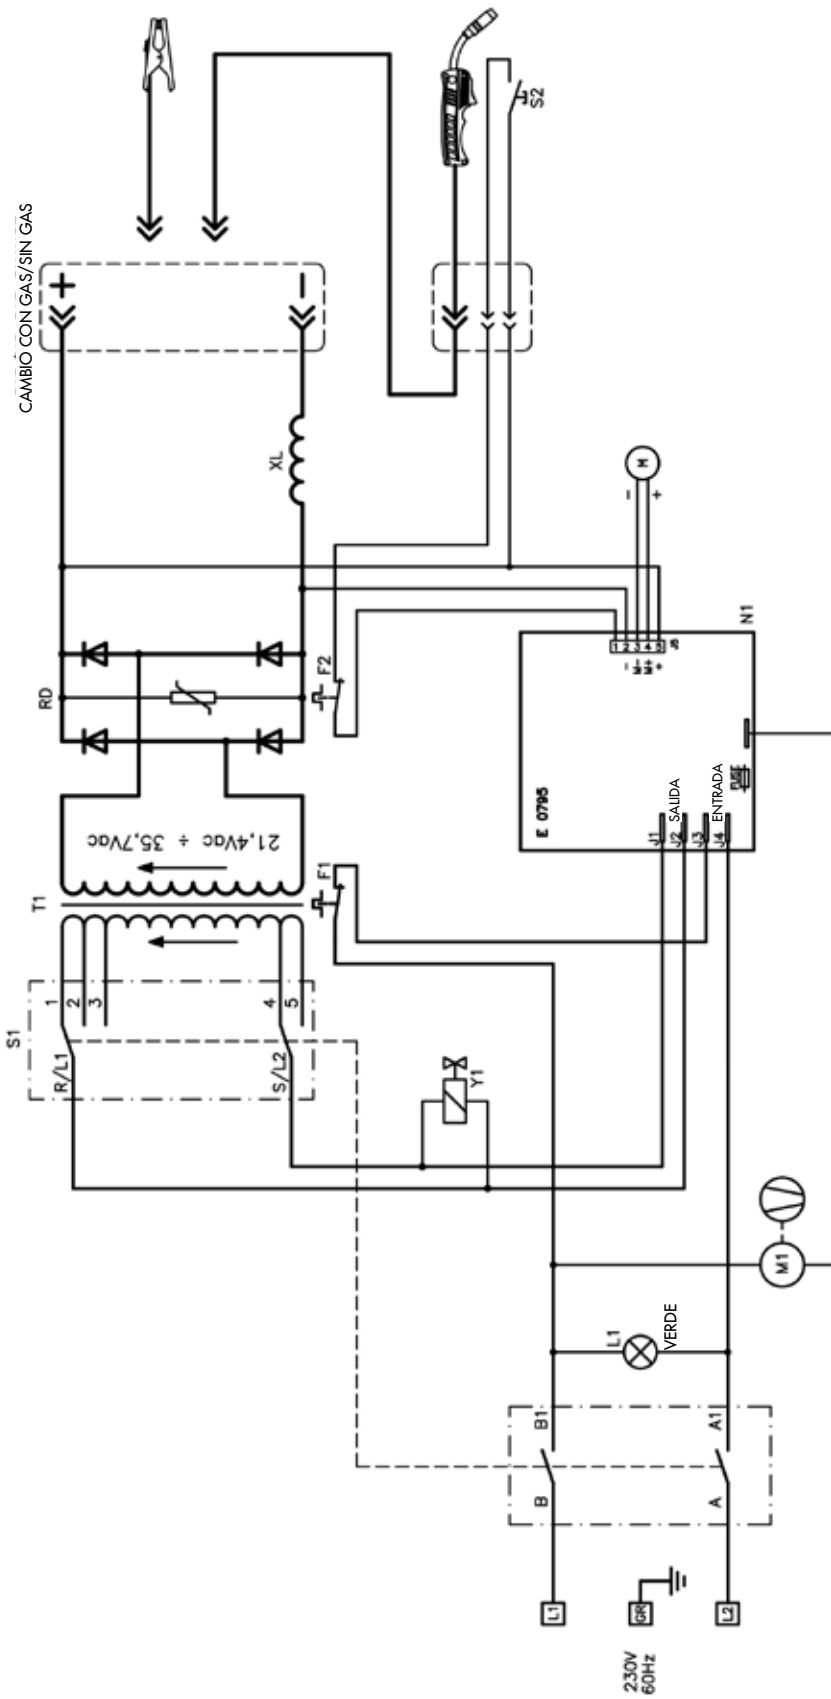 CAMBIO CON GAS/SIN GAS
+
-
S2
XL
RD
F2
21,4Vac ÷ 35,7Vac
T1
F1
S1
1
2
3
4
5
R/L1
S/L2
Y1
M
-
+
N1
J5
1
2
3
4
5
-
+
E 0795
FUSE
J1
J2
J3
J4
SALIDA
ENTRADA
M1
L1
VERDE
B1
A1
B
A
L1
GR
L2
230V
60Hz